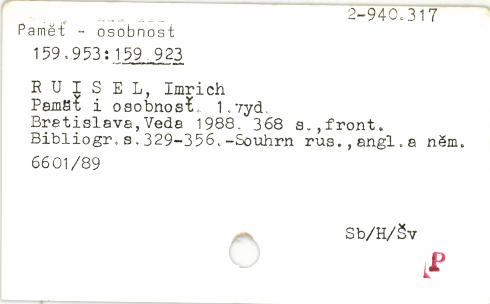 2-940.317
Paměť - osobnost
159.953:159.923
R U I S E L, Imrich
Pamäť i osobnosť. 1.vyd.
Bratislava,Veda 1988. 368 s.,front.
Bibliogr.s.329-356.-Souhrn rus.,angl.a něm.
6601/89
Sb/H/Šv
P